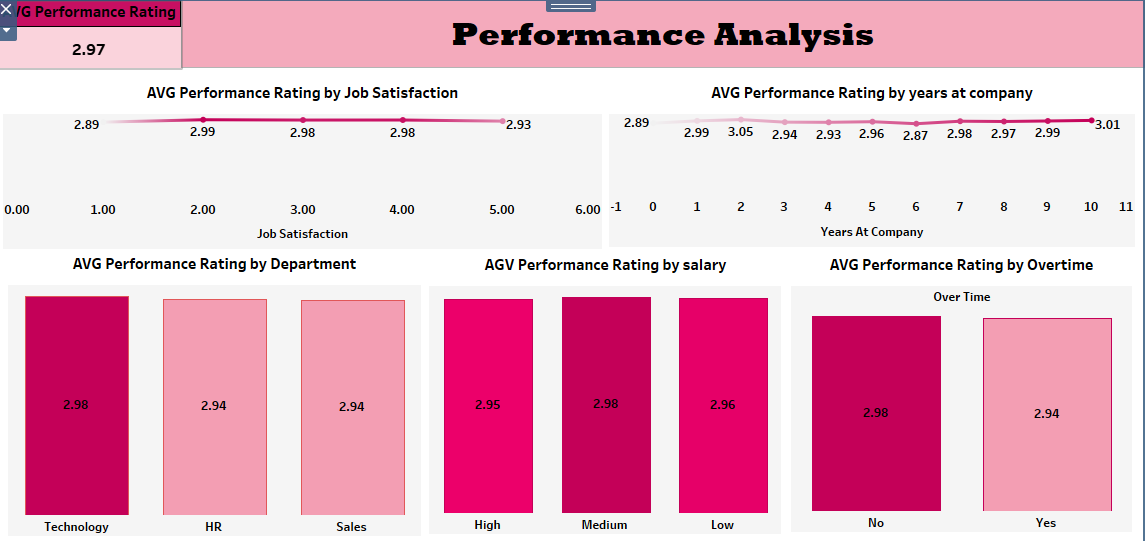 /G Performance Rating
2.97
Performance Analysis
AVG Performance Rating by Job Satisfaction
2.89
2.99
2.98
2.98
2.93
0.00 1.00 2.00 3.00 4.00 5.00 6.00
Job Satisfaction
AVG Performance Rating by years at company
2.89
2.99
3.05
2.94
2.93
2.96
2.87
2.98
2.97
2.99
3.01
-1 0 1 2 3 4 5 6 7 8 9 10 11
Years At Company
AVG Performance Rating by Department
2.98
2.94
2.94
Technology HR Sales
AGV Performance Rating by salary
2.95
2.98
2.96
High Medium Low
AVG Performance Rating by Overtime
Over Time
2.98
2.94
No Yes